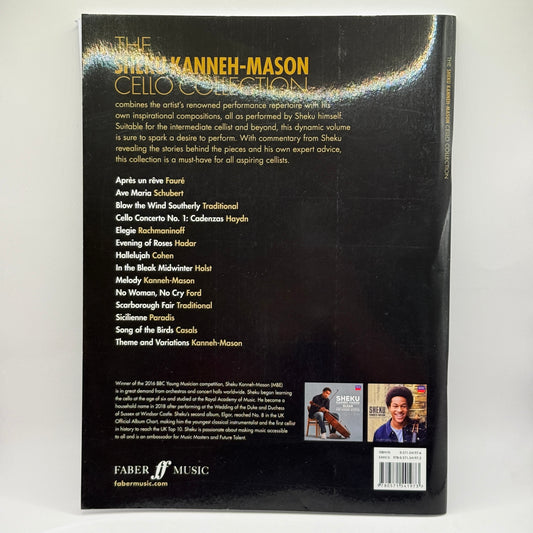 THE
SHEKU KANNEH-MASON
CELLO COLLECTION
combines the artist's renowned performance repertoire with his
own inspirational compositions, all as performed by Sheku himself.
Suitable for the intermediate cellist and beyond, this dynamic volume
is sure to spark a desire to perform. With commentary from Sheku
revealing the stories behind the pieces and his own expert advice,
this collection is a must-have for all aspiring cellists.
Après un rêve Fauré
Ave Maria Schubert
Blow the Wind Southerly Traditional
Cello Concerto No. 1: Cadenzas Haydn
Elegie Rachmaninoff
Evening of Roses Hadar
Hallelujah Cohen
In the Bleak Midwinter Holst
Melody Kanneh-Mason
No Woman, No Cry Ford
Scarborough Fair Traditional
Sicilienne Paradis
Song of the Birds Casals
Theme and Variations Kanneh-Mason
Winner of the 2016 BBC Young Musician competition, Sheku Kanneh-Mason (MBE)
is in great demand from orchestras and concert halls worldwide. Sheku began learning
the cello at the age of six and studied at the Royal Academy of Music. He became a
household name in 2018 after performing at the Wedding of the Duke and Duchess
of Sussex at Windsor Castle. Sheku's second album, Elgar, reached No. 8 in the UK
Official Album Chart, making him the youngest classical instrumentalist and the first cellist
in history to reach the UK Top 10. Sheku is passionate about making music accessible
to all and is an ambassador for Music Masters and Future Talent.
SHEKU
ELGAR
SHEKU
FABER ff MUSIC
fabermusic.com
THE SHEKU KANNEH-MASON CELLO COLLECTION